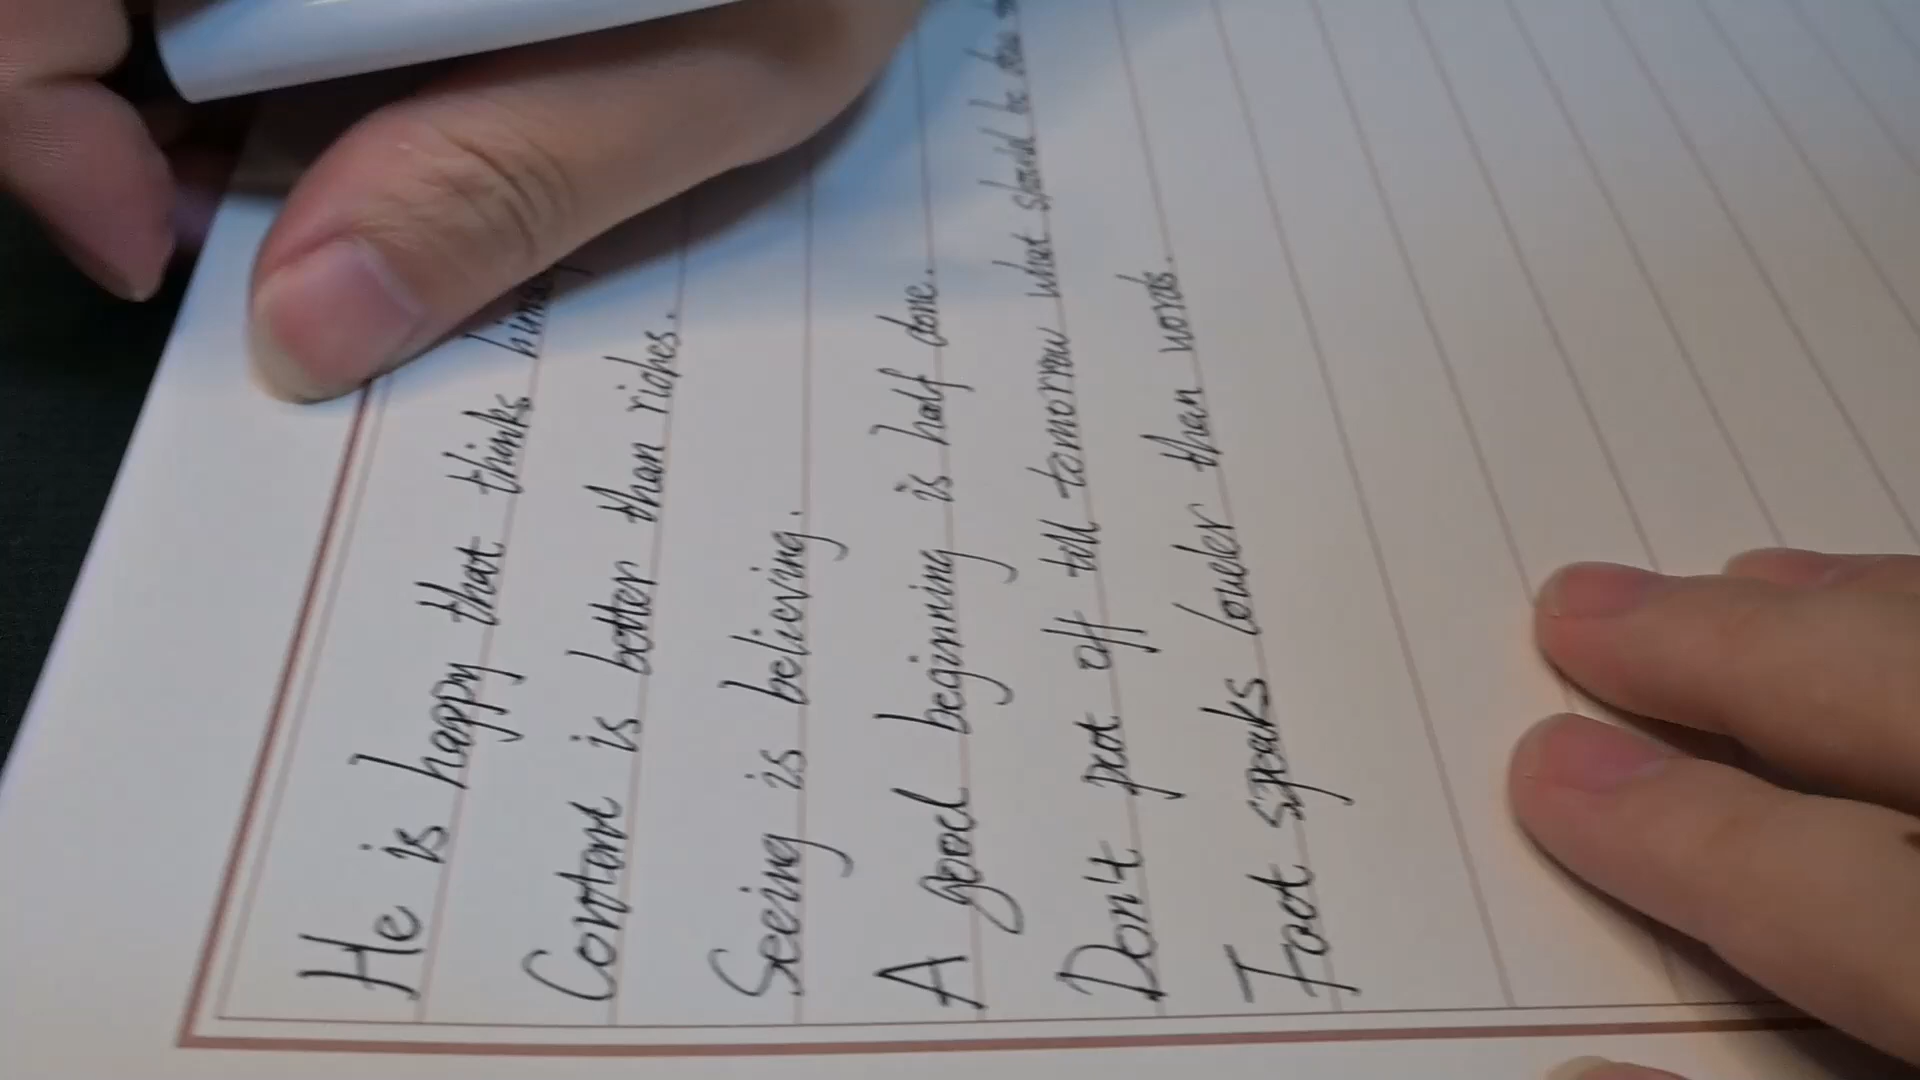 He is happy that thinks
Content is better than riches.
Seeing is believing.
A good beginning is half done.
Don't put off till tomorrow what should be
Fact speaks louder than words.